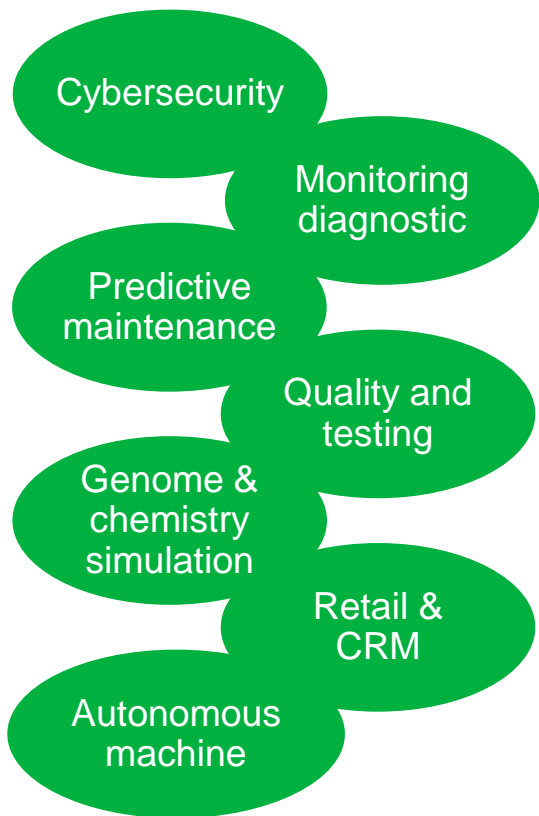 Cybersecurity
Monitoring
diagnostic
Predictive
maintenance
Quality and
testing
Genome &
chemistry
simulation
Retail &
CRM
Autonomous
machine